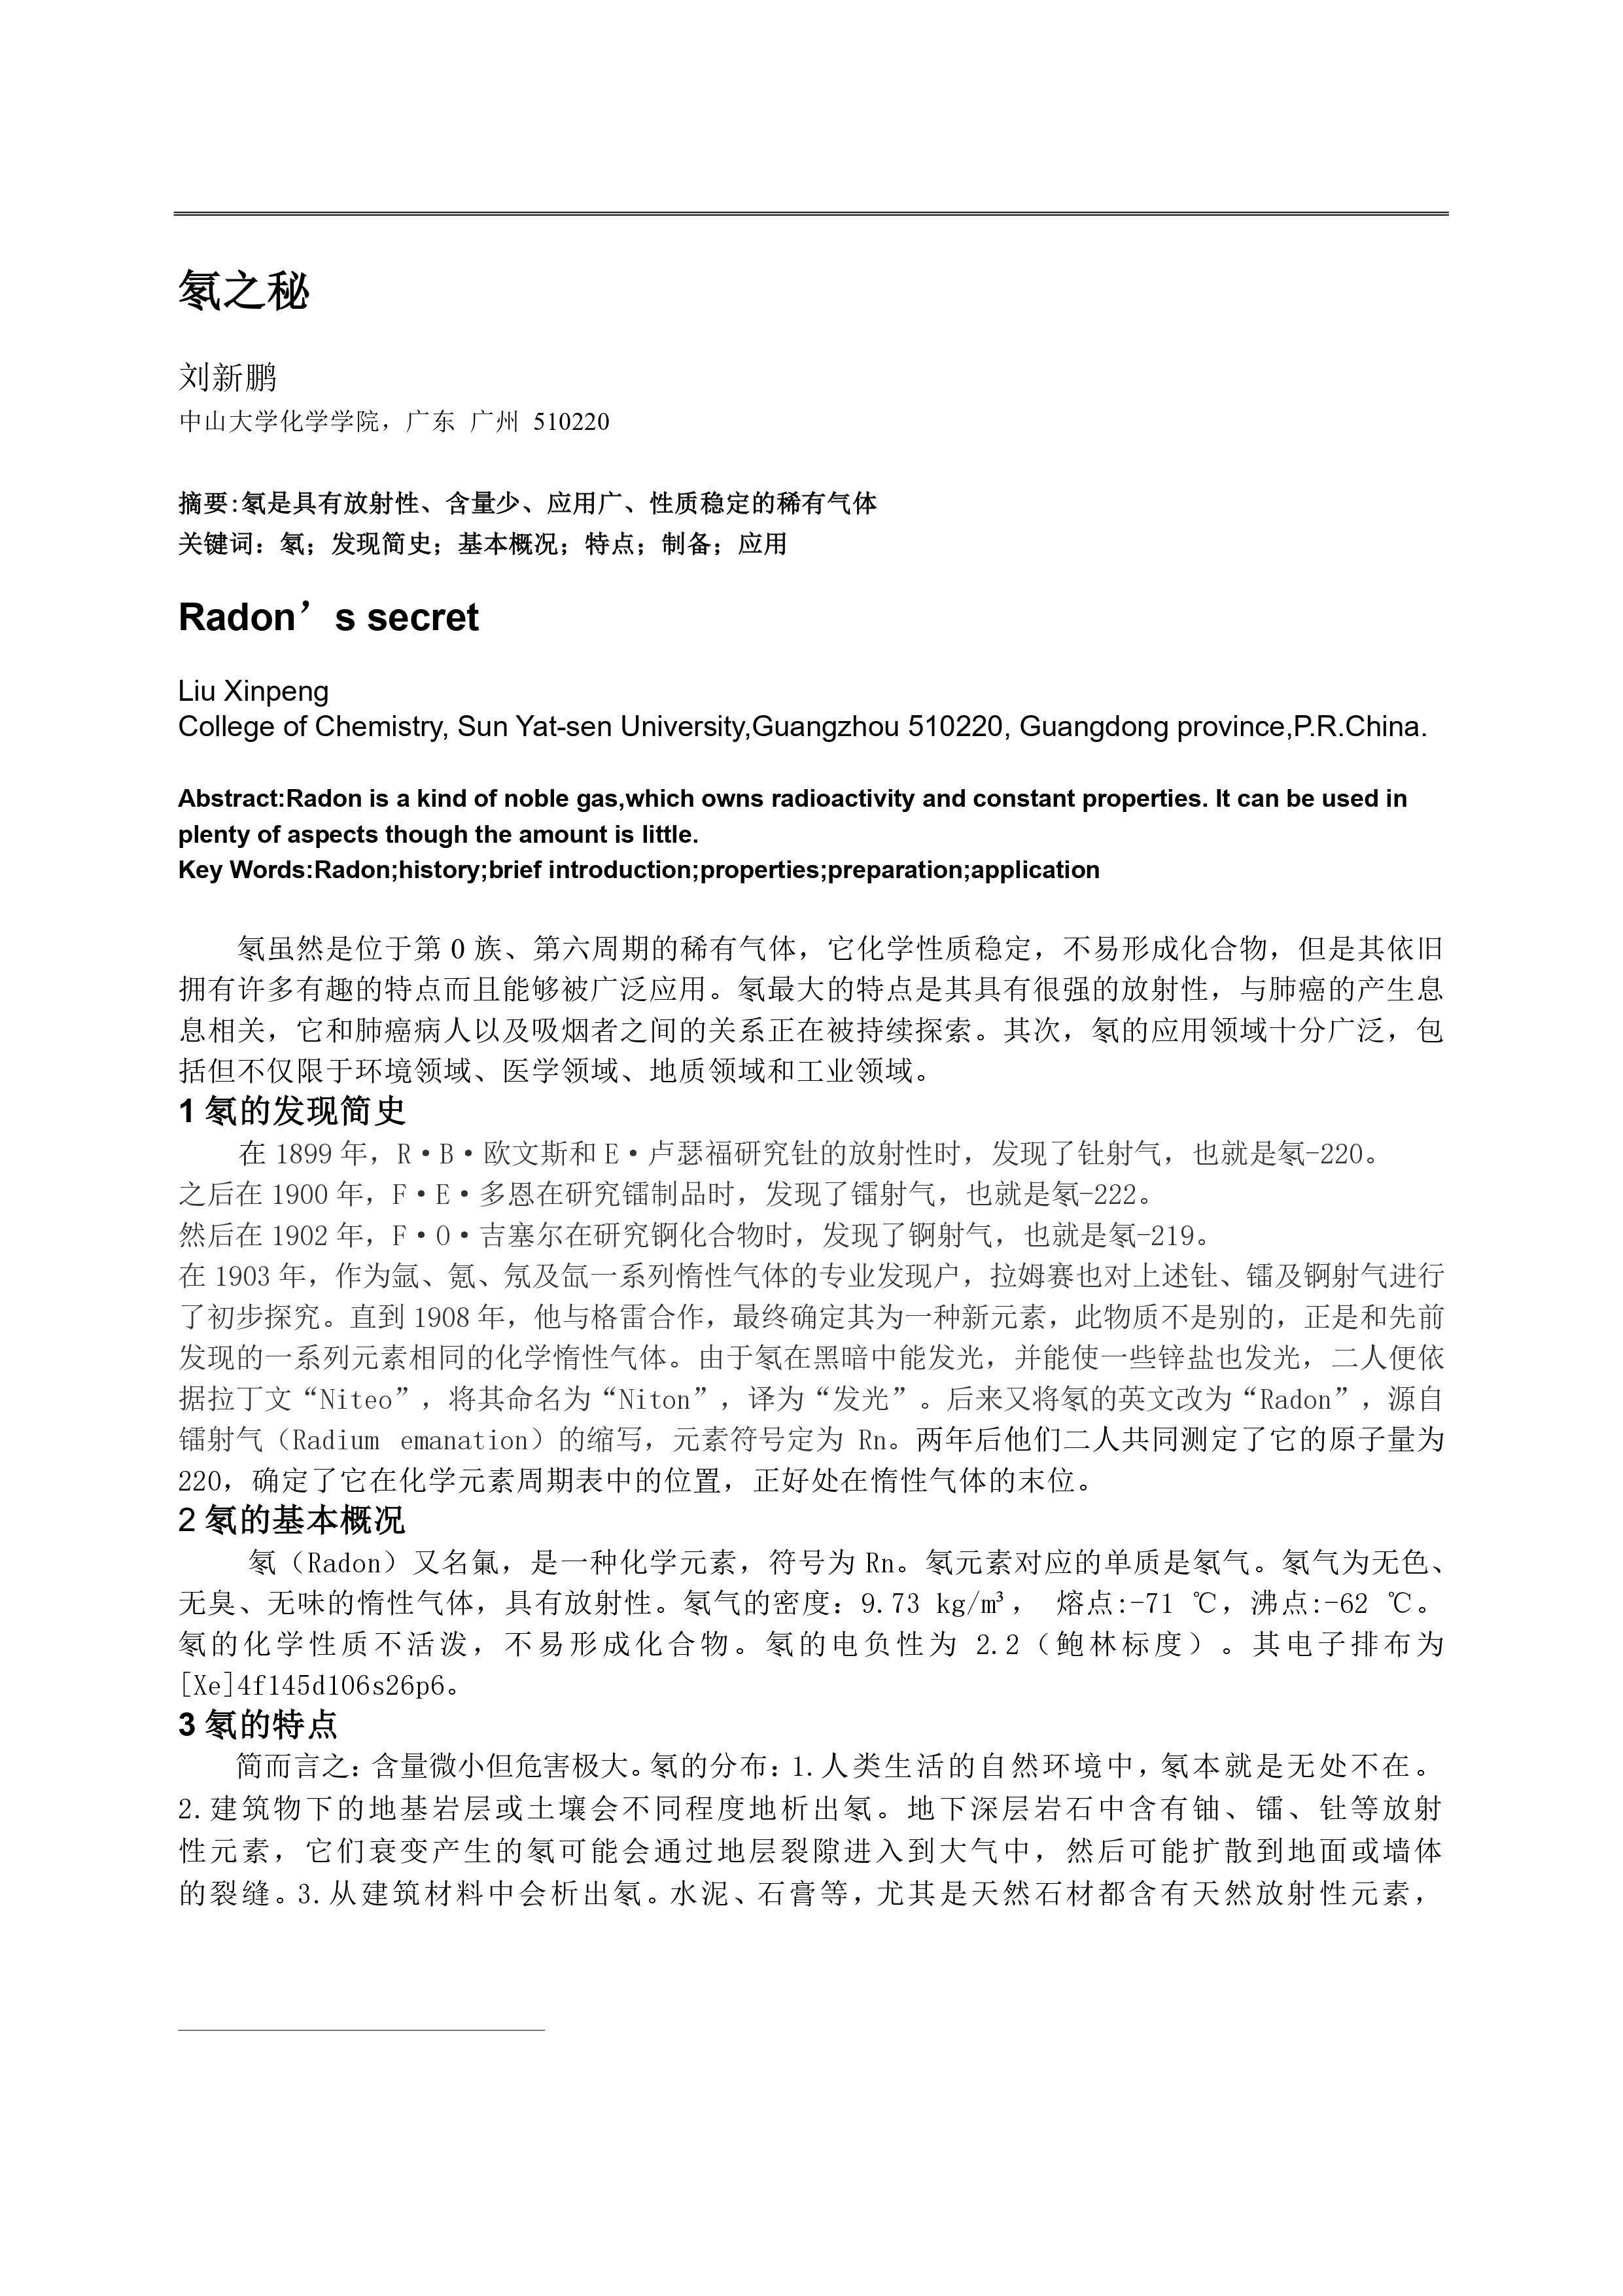 氡之秘
刘新鹏
中山大学化学学院，广东 广州 510220
摘要:氡是具有放射性、含量少、应用广、性质稳定的稀有气体
关键词：氡；发现简史；基本概况；特点；制备；应用
Radon’s secret
Liu Xinpeng
College of Chemistry, Sun Yat-sen University,Guangzhou 510220, Guangdong province,P.R.China.
Abstract:Radon is a kind of noble gas,which owns radioactivity and constant properties. It can be used in
plenty of aspects though the amount is little.
Key Words:Radon;history;brief introduction;properties;preparation;application
氡虽然是位于第 0 族、第六周期的稀有气体，它化学性质稳定，不易形成化合物，但是其依旧
拥有许多有趣的特点而且能够被广泛应用。氡最大的特点是其具有很强的放射性，与肺癌的产生息
息相关，它和肺癌病人以及吸烟者之间的关系正在被持续探索。其次，氡的应用领域十分广泛，包
括但不仅限于环境领域、医学领域、地质领域和工业领域。
1 氡的发现简史
在 1899 年，R·B·欧文斯和 E·卢瑟福研究钍的放射性时，发现了钍射气，也就是氡-220。
之后在 1900 年，F·E·多恩在研究镭制品时，发现了镭射气，也就是氡-222。
然后在 1902 年，F·O·吉塞尔在研究锕化合物时，发现了锕射气，也就是氡-219。
在 1903 年，作为氩、氪、氖及氙一系列惰性气体的专业发现户，拉姆赛也对上述钍、镭及锕射气进行
了初步探究。直到 1908 年，他与格雷合作，最终确定其为一种新元素，此物质不是别的，正是和先前
发现的一系列元素相同的化学惰性气体。由于氡在黑暗中能发光，并能使一些锌盐也发光，二人便依
据拉丁文“Niteo”，将其命名为“Niton”，译为“发光”。后来又将氡的英文改为“Radon”，源自
镭射气（Radium emanation）的缩写，元素符号定为 Rn。两年后他们二人共同测定了它的原子量为
220，确定了它在化学元素周期表中的位置，正好处在惰性气体的末位。
2 氡的基本概况
氡（Radon）又名氭，是一种化学元素，符号为 Rn。氡元素对应的单质是氡气。氡气为无色、
无臭、无味的惰性气体，具有放射性。氡气的密度：9.73 kg/m³， 熔点:-71 ℃，沸点:-62 ℃。
氡的化学性质不活泼，不易形成化合物。氡的电负性为 2.2（鲍林标度）。其电子排布为
[Xe]4f145d106s26p6。
3 氡的特点
简而言之：含量微小但危害极大。氡的分布：1.人类生活的自然环境中，氡本就是无处不在。
2.建筑物下的地基岩层或土壤会不同程度地析出氡。地下深层岩石中含有铀、镭、钍等放射
性元素，它们衰变产生的氡可能会通过地层裂隙进入到大气中，然后可能扩散到地面或墙体
的裂缝。3.从建筑材料中会析出氡。水泥、石膏等，尤其是天然石材都含有天然放射性元素，